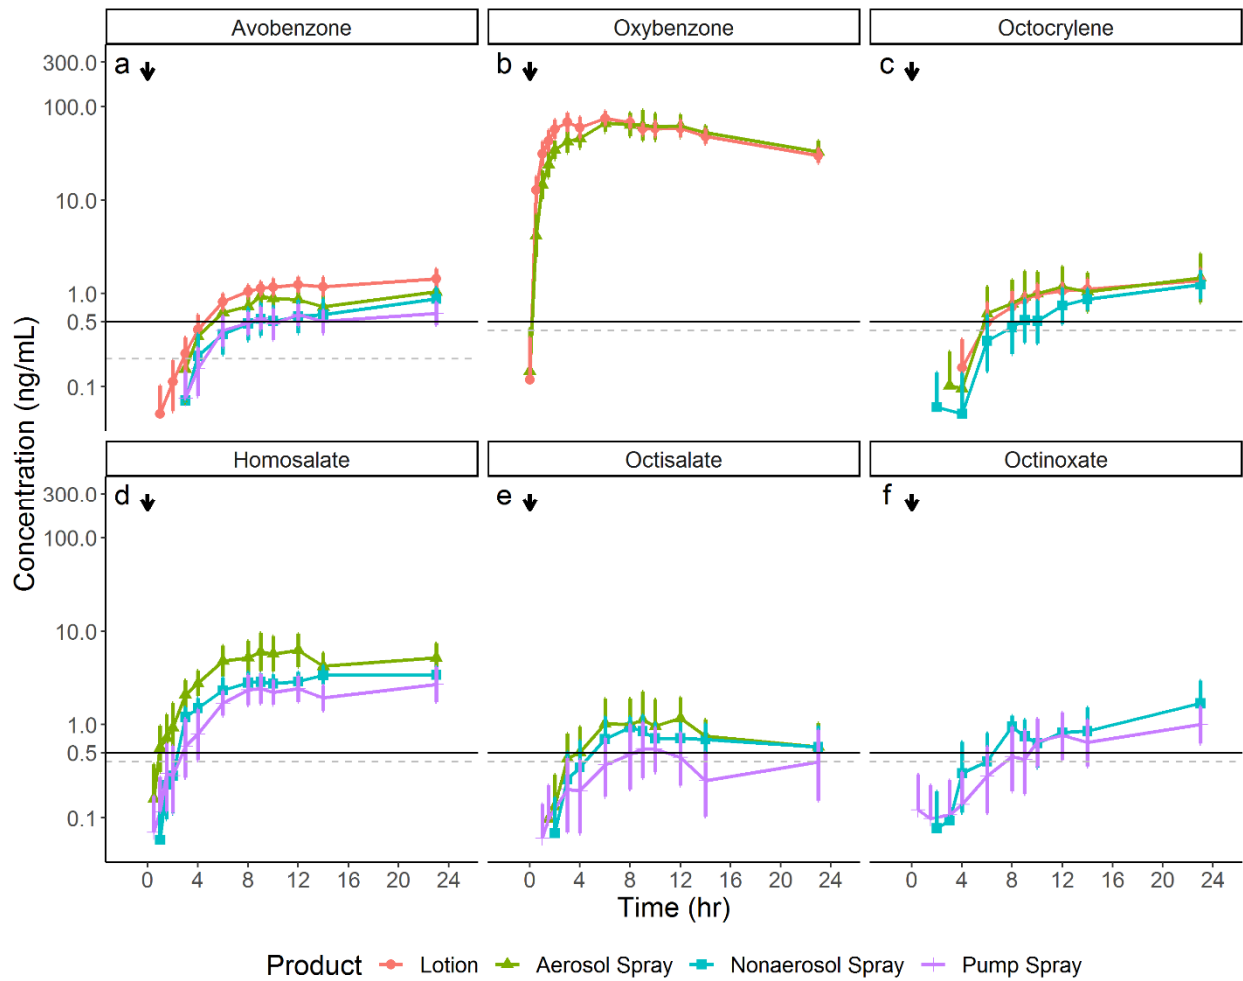 Avobenzone Oxybenzone Octocrylene
a b c
300.0
100.0
10.0
1.0
0.5
0.1
Concentration (ng/mL)
Homosalate Octisalate Octinoxate
d e f
300.0
100.0
10.0
1.0
0.5
0.1
0 4 8 12 16 20 24 0 4 8 12 16 20 24 0 4 8 12 16 20 24
Time (hr)
Product Lotion Aerosol Spray Nonaerosol Spray Pump Spray